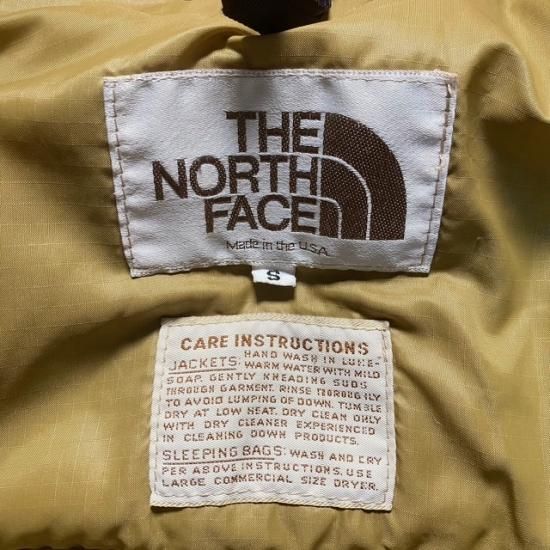 THE
NORTH
FACE
Made in the U.S.A.
S
CARE INSTRUCTIONS
JACKETS: HAND WASH IN LUKE-
WARM WATER WITH MILD
SOAP. GENTLY KNEADING SUDS
THROUGH GARMENT. RINSE THOROUGHLY
TO AVOID LUMPING OF DOWN. TUMBLE
DRY AT LOW HEAT. DRY CLEAN ONLY
WITH DRY CLEANER EXPERIENCED
IN CLEANING DOWN PRODUCTS.
SLEEPING BAGS: WASH AND DRY
PER ABOVE INSTRUCTIONS. USE
LARGE COMMERCIAL SIZE DRYER.